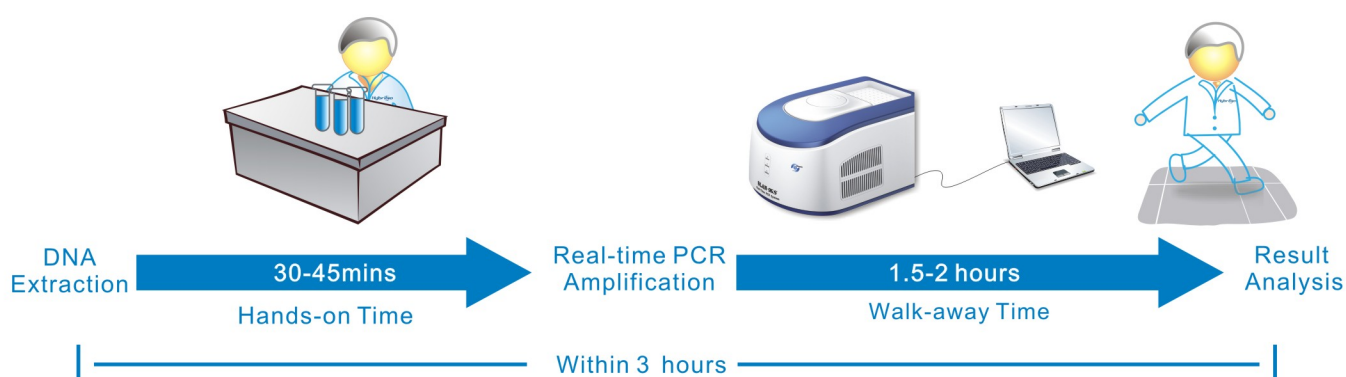 DNA
Extraction
30-45mins
Hands-on Time
Real-time PCR
Amplification
1.5-2 hours
Walk-away Time
Result
Analysis
Within 3 hours